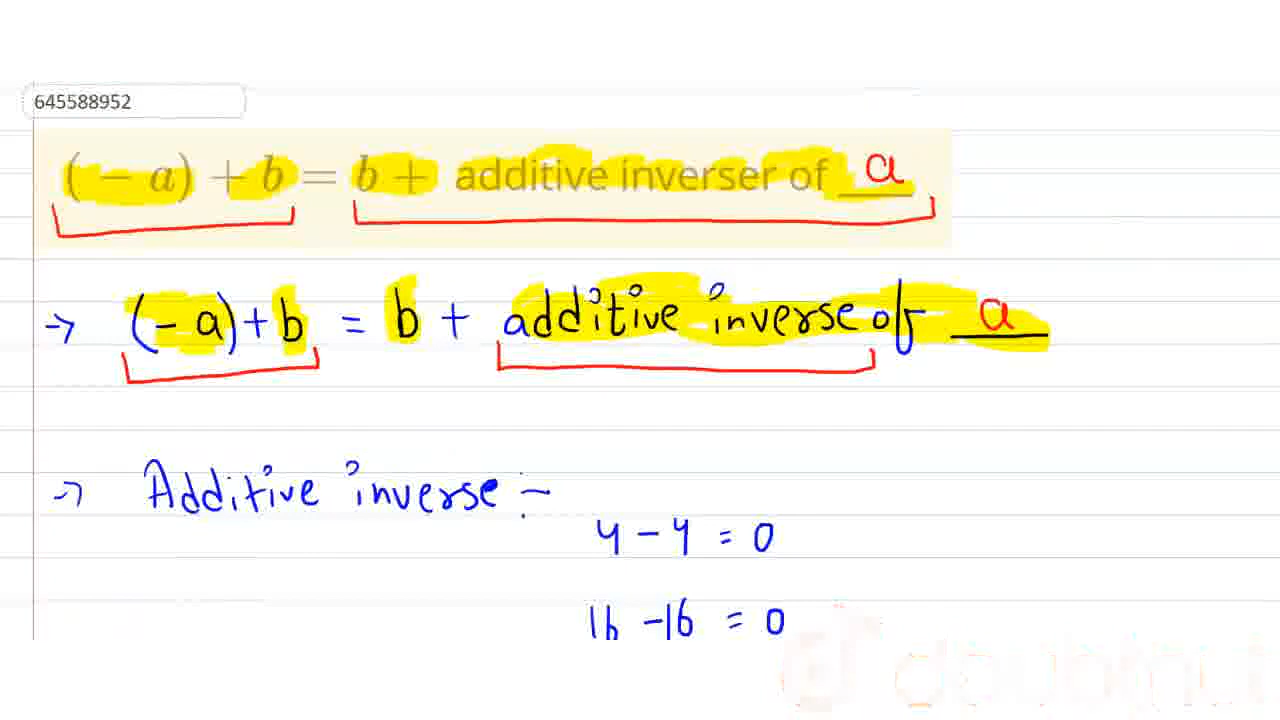 645588952
(-a) + b = b + additive inverser of a
→ (-a) + b = b + additive inverse of a
→ Additive inverse :-
4 - 4 = 0
16 - 16 = 0
doubtnut